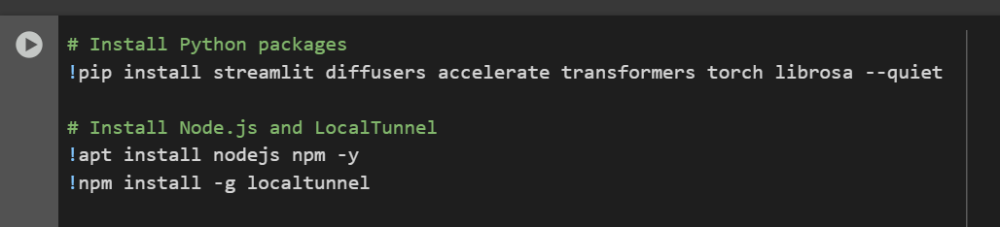 # Install Python packages
!pip install streamlit diffusers accelerate transformers torch librosa --quiet
# Install Node.js and LocalTunnel
!apt install nodejs npm -y
!npm install -g localtunnel